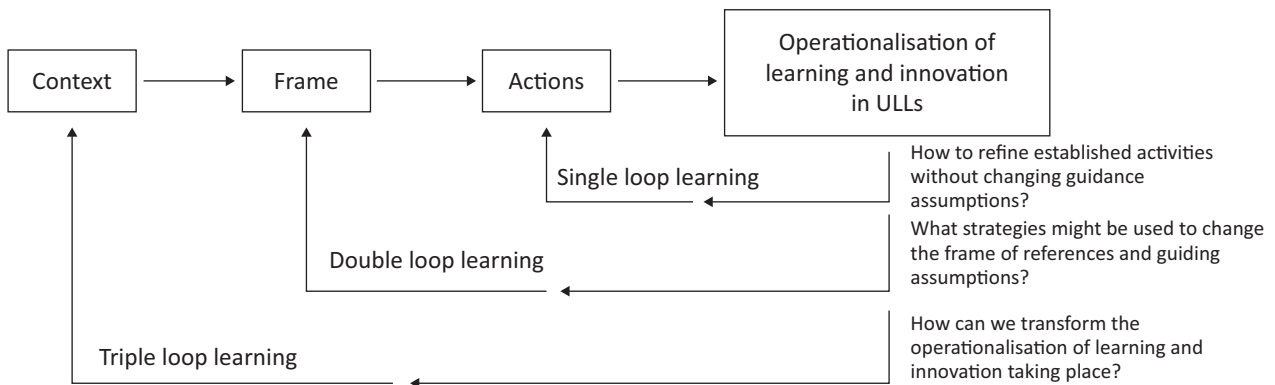 Context
Frame
Actions
Operationalisation of
learning and innovation
in ULLs
Single loop learning
How to refine established activities
without changing guidance
assumptions?
Double loop learning
What strategies might be used to change
the frame of references and guiding
assumptions?
Triple loop learning
How can we transform the
operationalisation of learning and
innovation taking place?